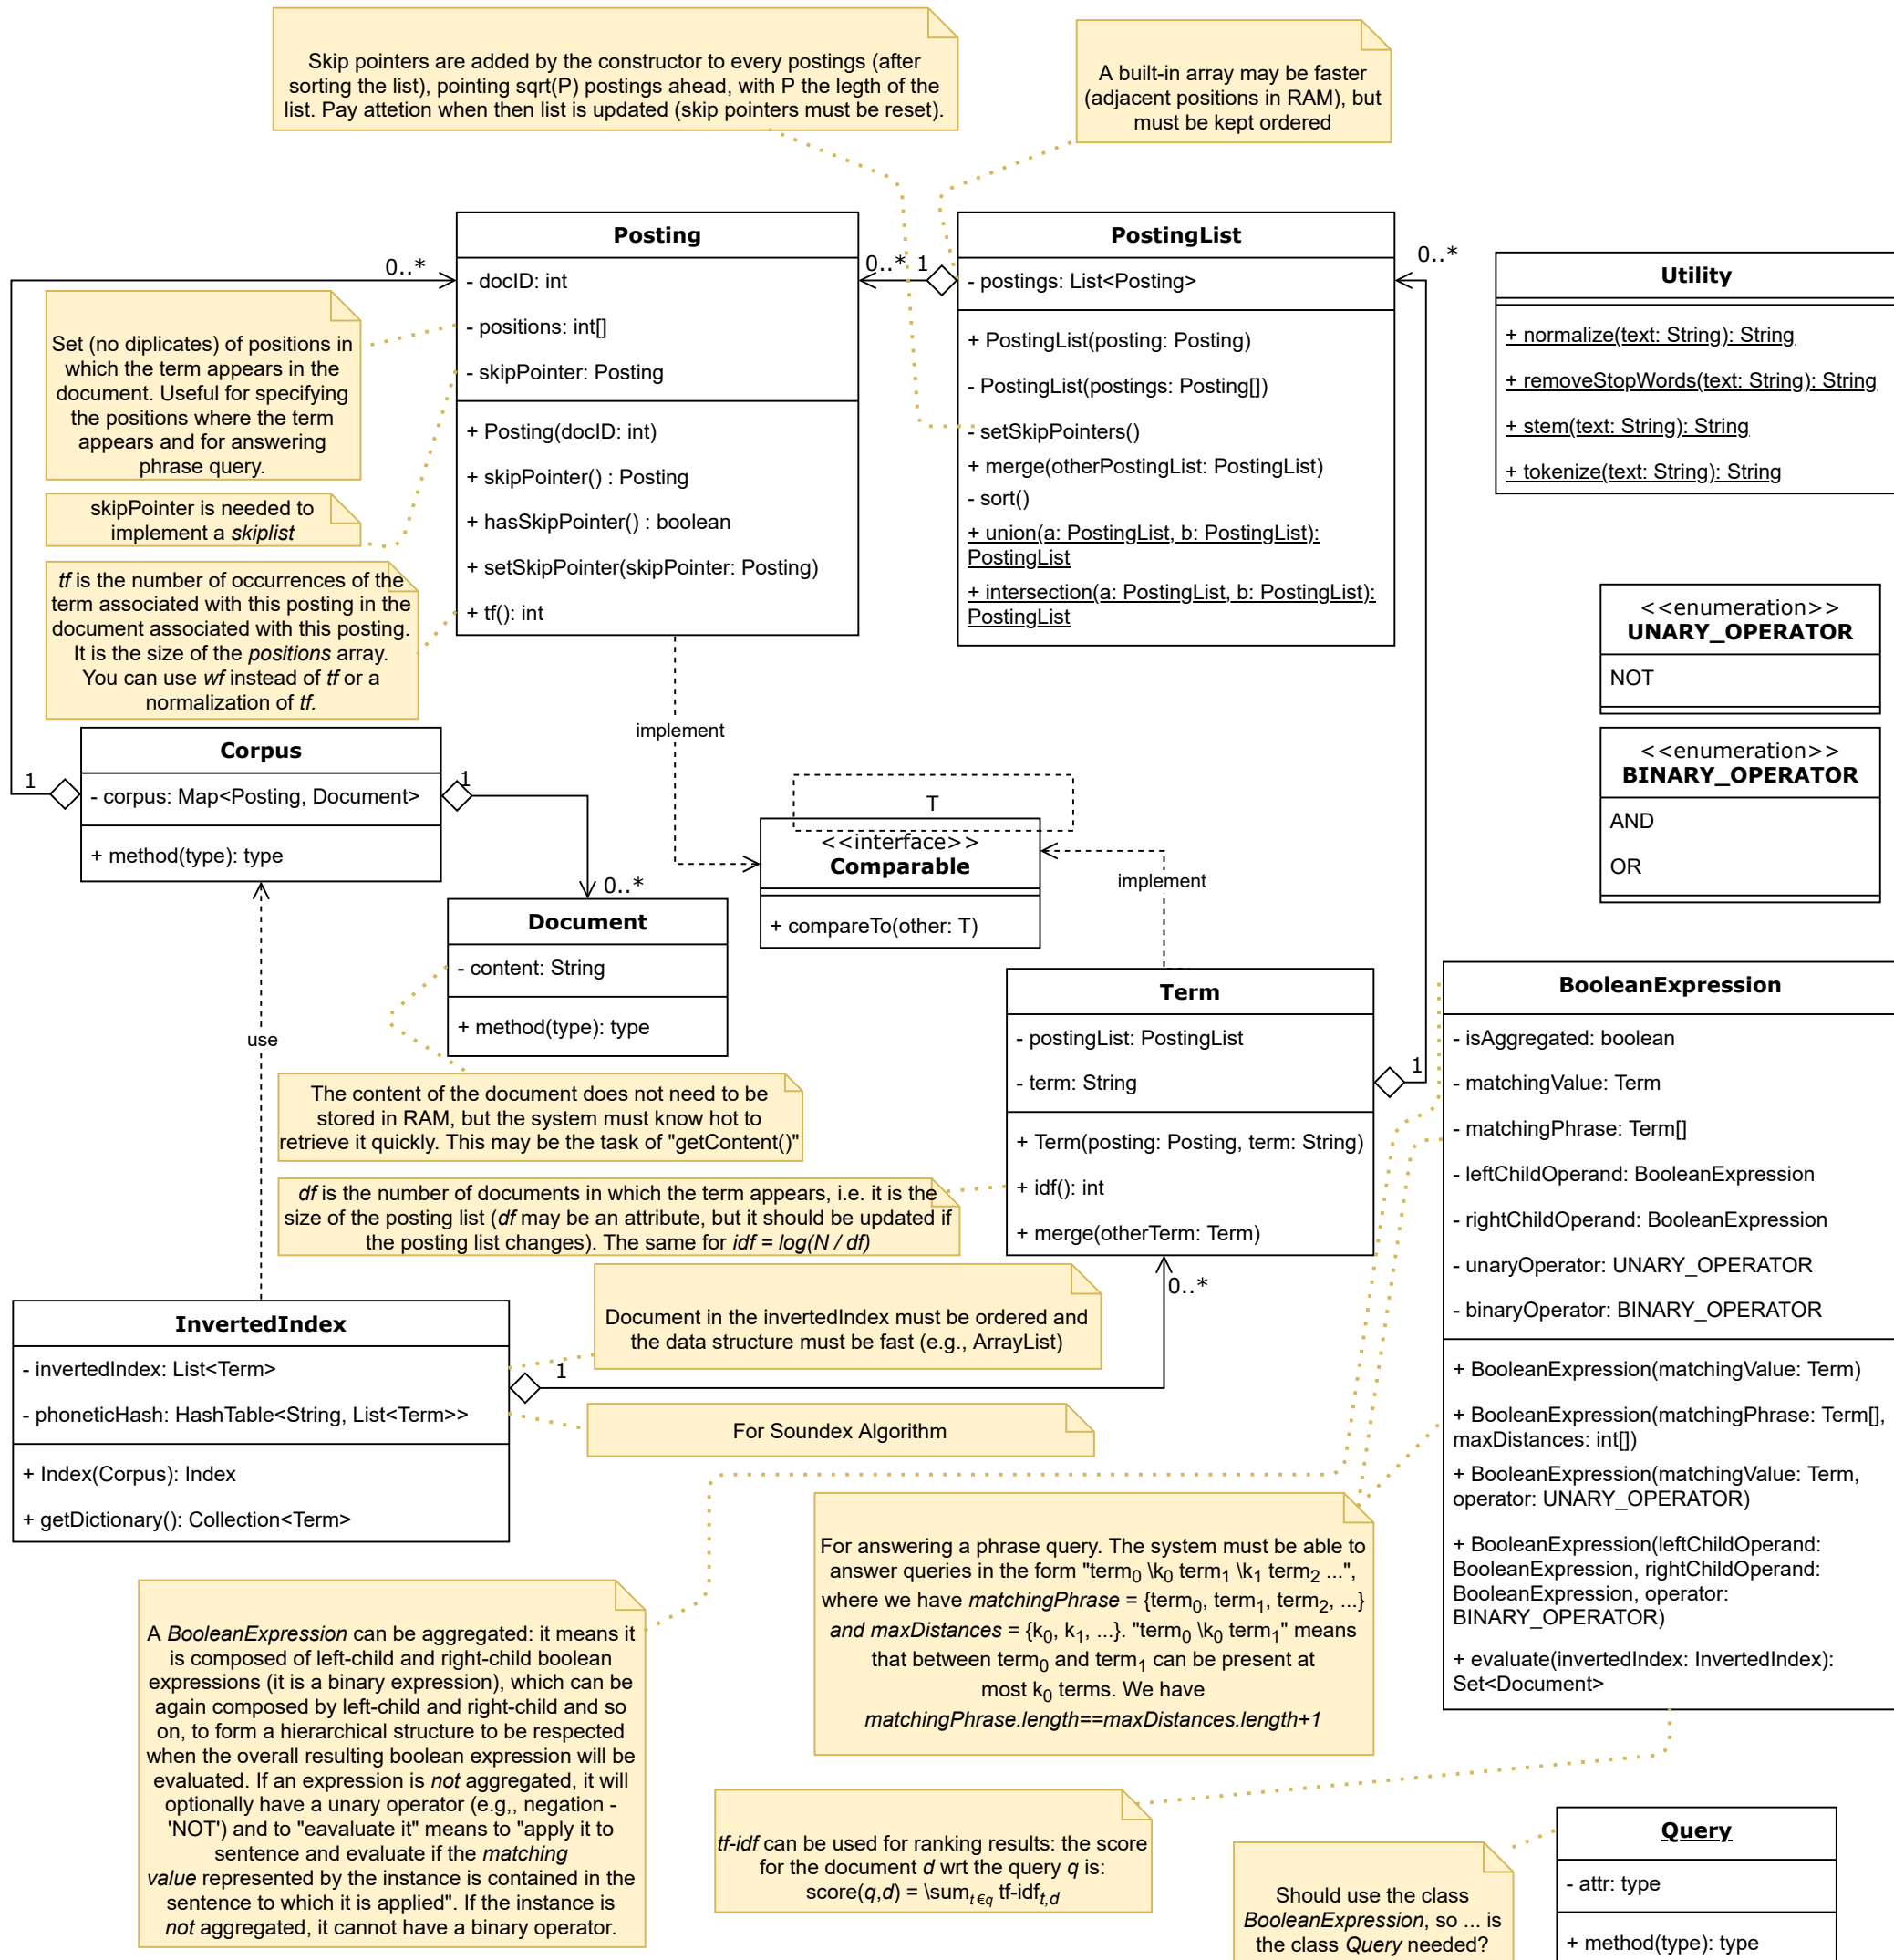 Skip pointers are added by the constructor to every postings (after
sorting the list), pointing sqrt(P) postings ahead, with P the legth of the
list. Pay attetion when then list is updated (skip pointers must be reset).
A built-in array may be faster
(adjacent positions in RAM), but
must be kept ordered
Posting
- docID: int
- positions: int[]
- skipPointer: Posting
+ Posting(docID: int)
+ skipPointer() : Posting
+ hasSkipPointer() : boolean
+ setSkipPointer(skipPointer: Posting)
+ tf(): int
0..*
0..*
1
PostingList
- postings: List<Posting>
+ PostingList(posting: Posting)
- PostingList(postings: Posting[])
- setSkipPointers()
+ merge(otherPostingList: PostingList)
- sort()
+ union(a: PostingList, b: PostingList):
PostingList
+ intersection(a: PostingList, b: PostingList):
PostingList
0..*
Utility
+ normalize(text: String): String
+ removeStopWords(text: String): String
+ stem(text: String): String
+ tokenize(text: String): String
Set (no diplicates) of positions in
which the term appears in the
document. Useful for specifying
the positions where the term
appears and for answering
phrase query.
skipPointer is needed to
implement a skiplist
tf is the number of occurrences of the
term associated with this posting in the
document associated with this posting.
It is the size of the positions array.
You can use wf instead of tf or a
normalization of tf.
<<enumeration>>
UNARY_OPERATOR
NOT
<<enumeration>>
BINARY_OPERATOR
AND
OR
implement
Corpus
- corpus: Map<Posting, Document>
+ method(type): type
1
1
0..*
T
<<interface>>
Comparable
+ compareTo(other: T)
implement
Document
- content: String
+ method(type): type
use
The content of the document does not need to be
stored in RAM, but the system must know hot to
retrieve it quickly. This may be the task of "getContent()"
Term
- postingList: PostingList
- term: String
+ Term(posting: Posting, term: String)
+ idf(): int
+ merge(otherTerm: Term)
1
0..*
df is the number of documents in which the term appears, i.e. it is the
size of the posting list (df may be an attribute, but it should be updated if
the posting list changes). The same for idf = log(N / df)
BooleanExpression
- isAggregated: boolean
- matchingValue: Term
- matchingPhrase: Term[]
- leftChildOperand: BooleanExpression
- rightChildOperand: BooleanExpression
- unaryOperator: UNARY_OPERATOR
- binaryOperator: BINARY_OPERATOR
+ BooleanExpression(matchingValue: Term)
+ BooleanExpression(matchingPhrase: Term[],
maxDistances: int[])
+ BooleanExpression(matchingValue: Term,
operator: UNARY_OPERATOR)
+ BooleanExpression(leftChildOperand:
BooleanExpression, rightChildOperand:
BooleanExpression, operator:
BINARY_OPERATOR)
+ evaluate(invertedIndex: InvertedIndex):
Set<Document>
Document in the invertedIndex must be ordered and
the data structure must be fast (e.g., ArrayList)
InvertedIndex
- invertedIndex: List<Term>
- phoneticHash: HashTable<String, List<Term>>
+ Index(Corpus): Index
+ getDictionary(): Collection<Term>
1
For Soundex Algorithm
For answering a phrase query. The system must be able to
answer queries in the form "term0 \k0 term1 \k1 term2 ...",
where we have matchingPhrase = {term0, term1, term2, ...}
and maxDistances = {k0, k1, ...}. "term0 \k0 term1" means
that between term0 and term1 can be present at
most k0 terms. We have
matchingPhrase.length==maxDistances.length+1
A BooleanExpression can be aggregated: it means it
is composed of left-child and right-child boolean
expressions (it is a binary expression), which can be
again composed by left-child and right-child and so
on, to form a hierarchical structure to be respected
when the overall resulting boolean expression will be
evaluated. If an expression is not aggregated, it will
optionally have a unary operator (e.g,, negation -
'NOT') and to "eavaluate it" means to "apply it to
sentence and evaluate if the matching
value represented by the instance is contained in the
sentence to which it is applied". If the instance is
not aggregated, it cannot have a binary operator.
tf-idf can be used for ranking results: the score
for the document d wrt the query q is:
score(q,d) = \sum t∈q tf-idf t,d
Should use the class
BooleanExpression, so ... is
the class Query needed?
Query
- attr: type
+ method(type): type